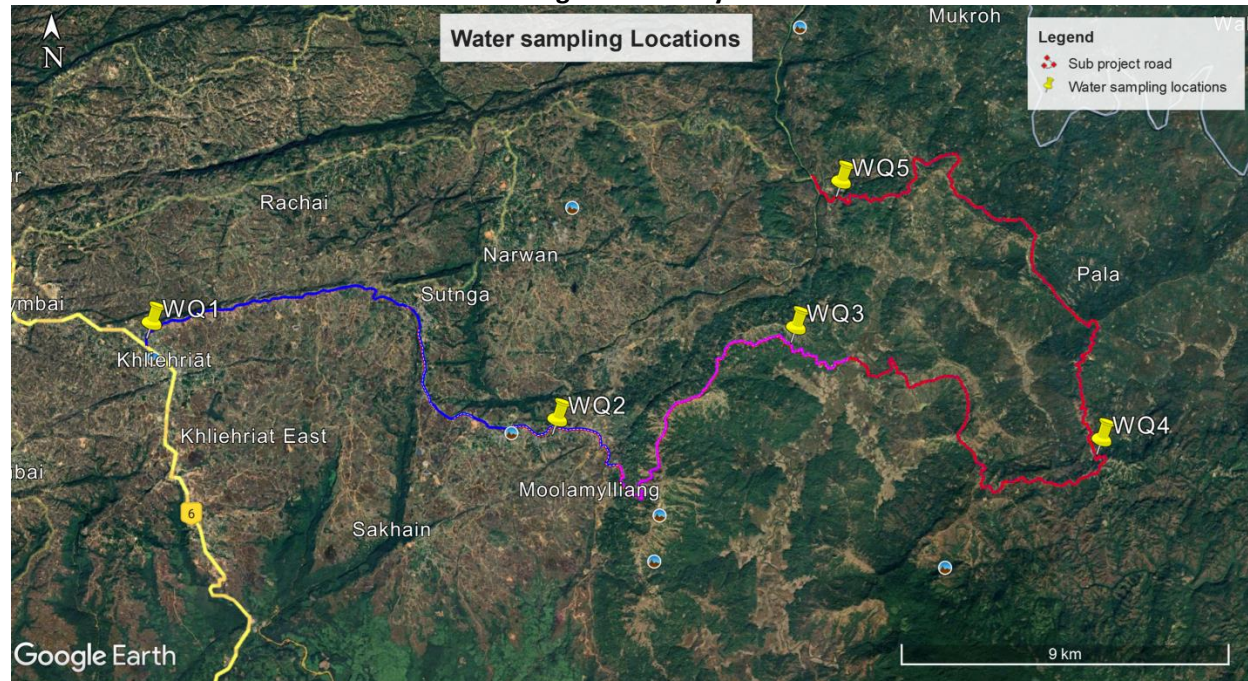 Mukroh
Water sampling Locations
N
Legend
Sub project road
Water sampling locations
WQ5
Rachai
Narwan
Pala
Sutnga
WQ1
WQ3
Khliehriāt
WQ2
WQ4
Khliehriat East
Moolamylliang
6
Sakhain
Google Earth
9 km